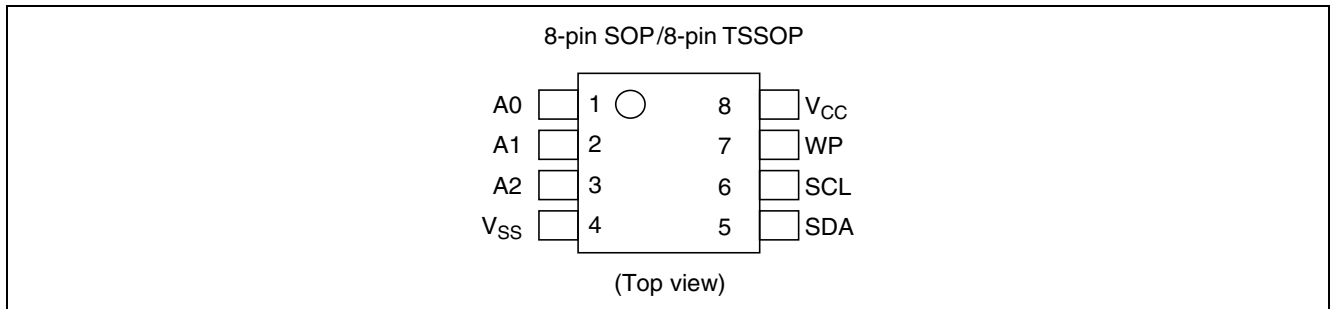 8-pin SOP/8-pin TSSOP
A0 1 8 VCC
A1 2 7 WP
A2 3 6 SCL
VSS 4 5 SDA
(Top view)